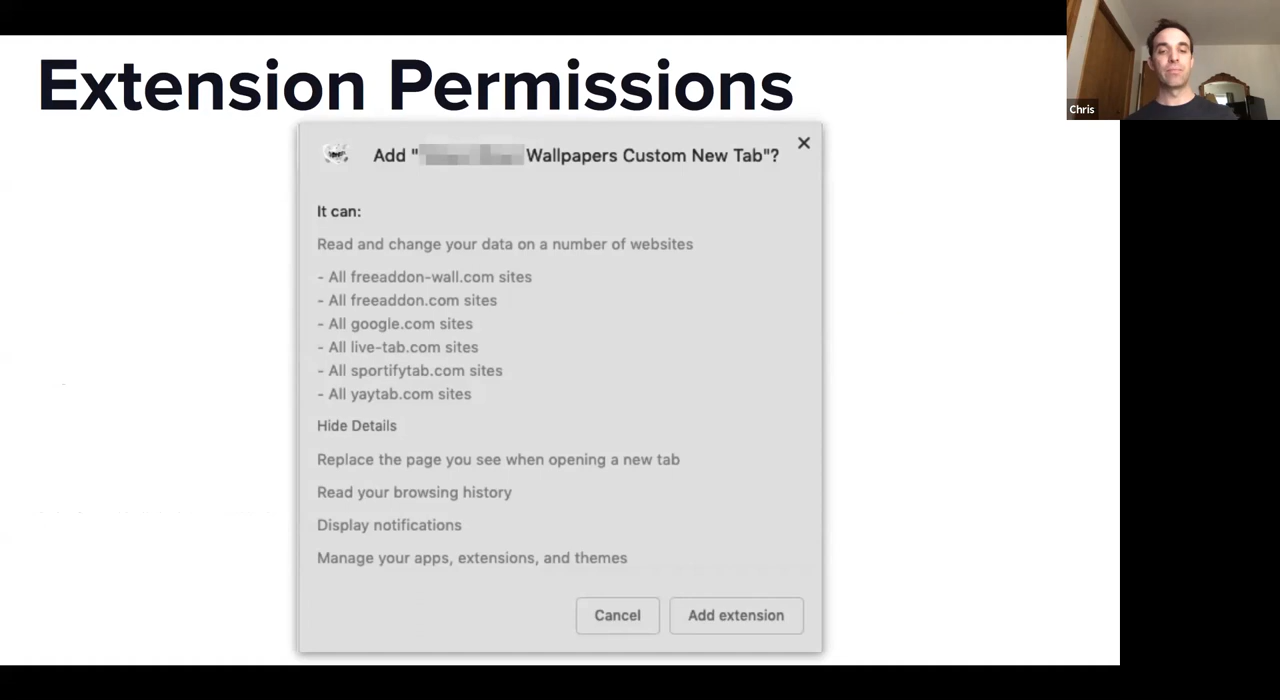 Extension Permissions
Chris
Add " Wallpapers Custom New Tab"?
It can:
Read and change your data on a number of websites
- All freeaddon-wall.com sites
- All freeaddon.com sites
- All google.com sites
- All live-tab.com sites
- All sportifytab.com sites
- All yaytab.com sites
Hide Details
Replace the page you see when opening a new tab
Read your browsing history
Display notifications
Manage your apps, extensions, and themes
Cancel
Add extension